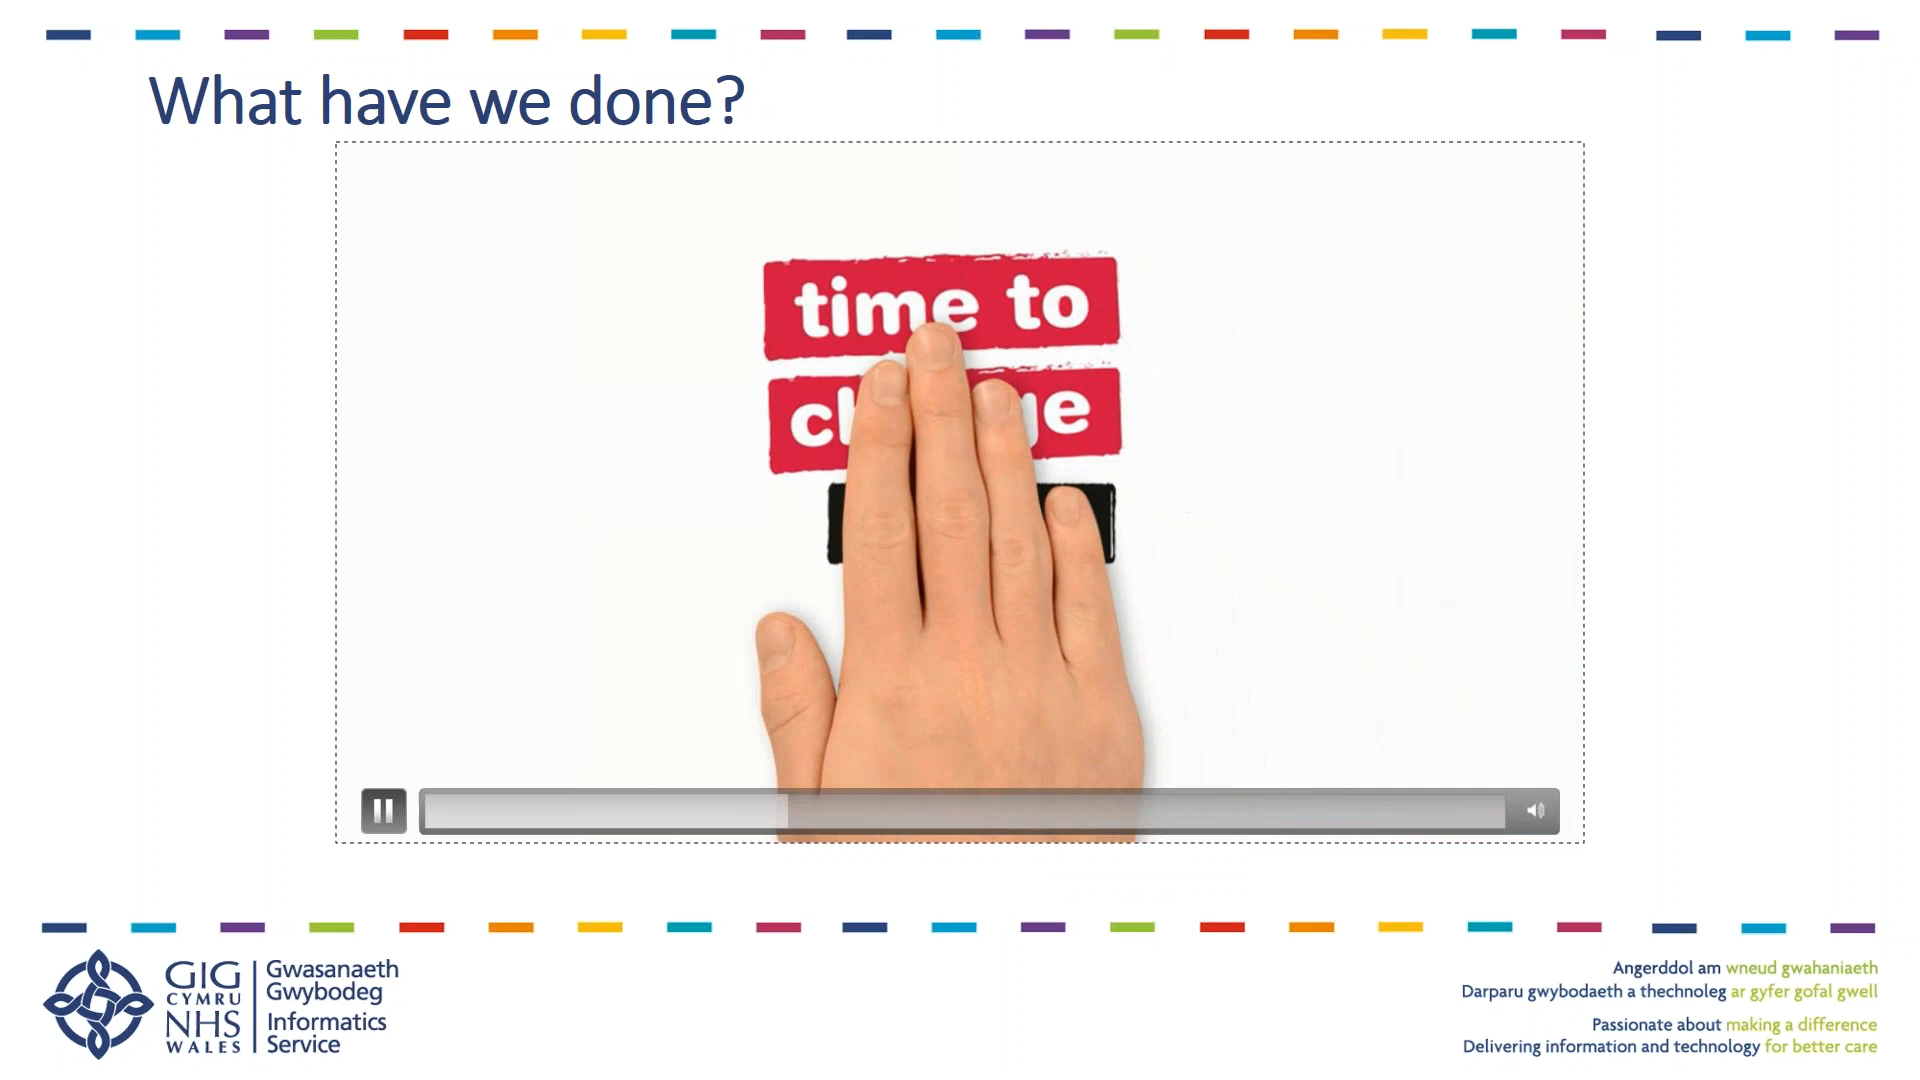 What have we done?
time to
GIG
CYMRU
NHS
WALES
Gwasanaeth
Gwybodeg
Informatics
Service
Angerddol am wneud gwahaniaeth
Darparu gwybodaeth a thechnoleg ar gyfer gofal gwell
Passionate about making a difference
Delivering information and technology for better care